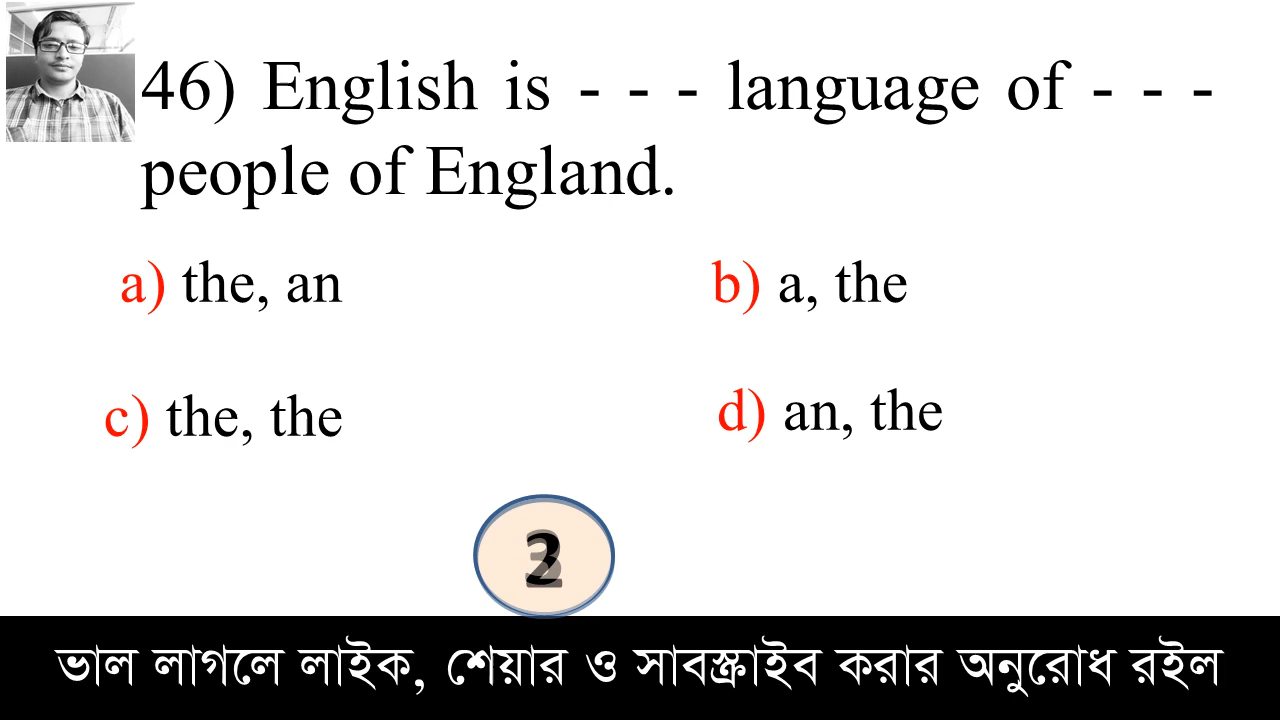 46) English is - - - language of - - -
people of England.
a) the, an
b) a, the
c) the, the
d) an, the
ভাল লাগলে লাইক, শেয়ার ও সাবস্ক্রাইব করার অনুরোধ রইল